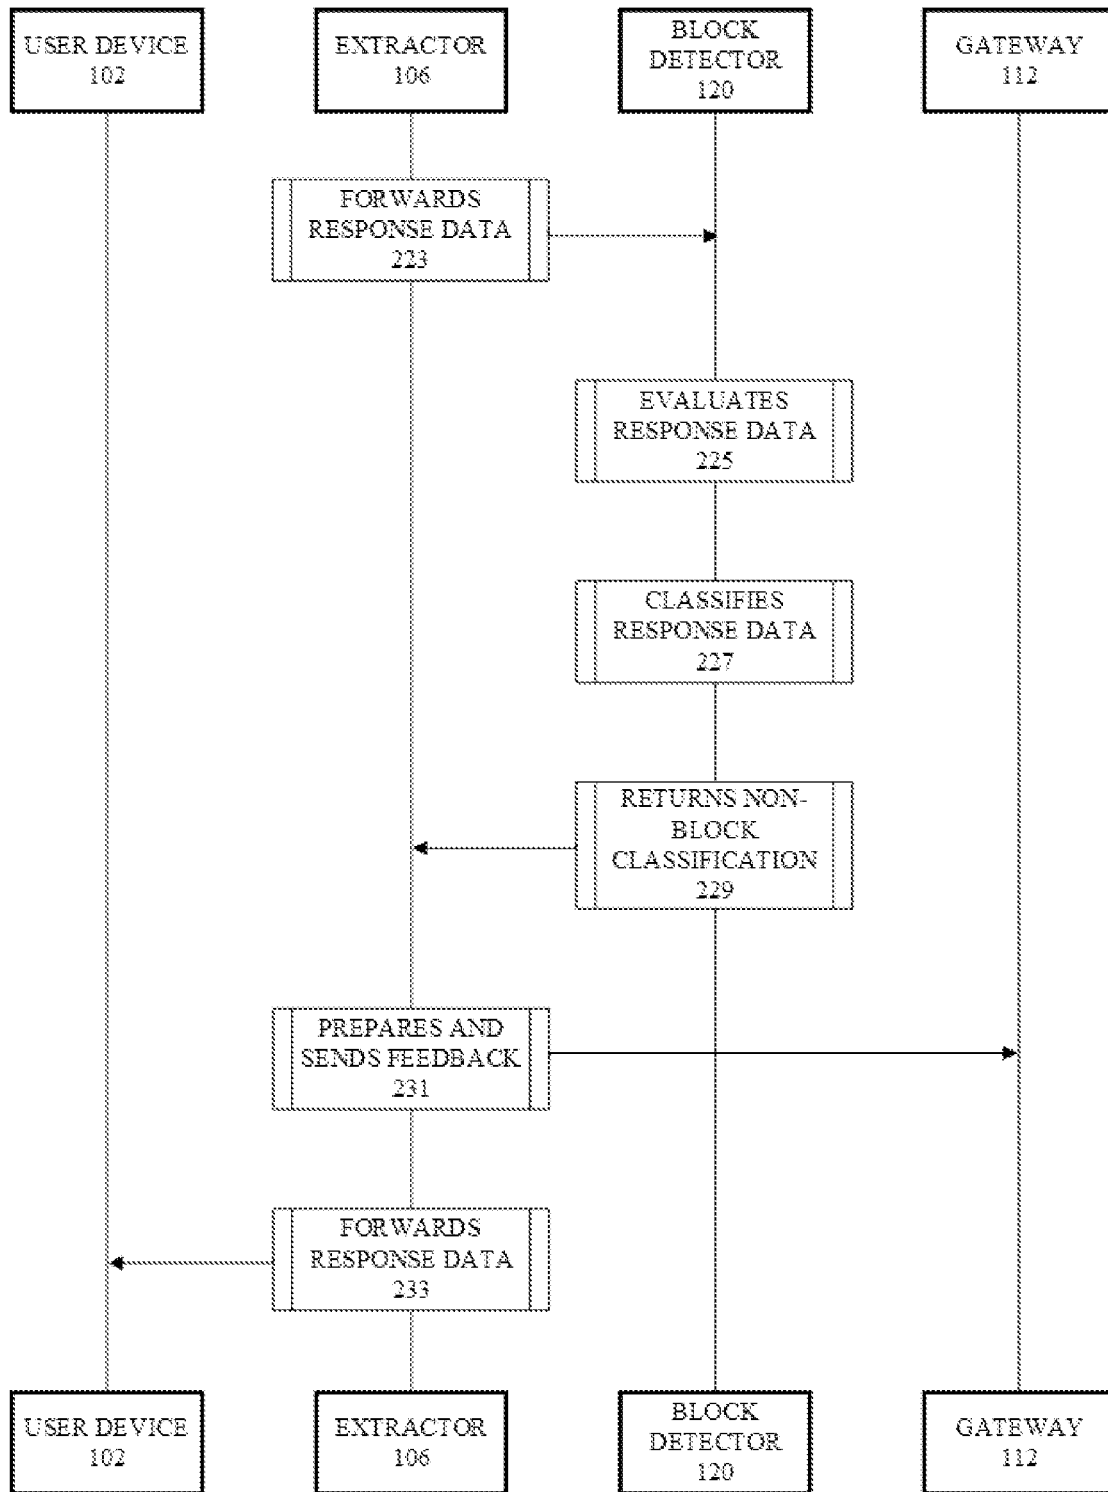 USER DEVICE
102
EXTRACTOR
106
BLOCK
DETECTOR
120
GATEWAY
112
FORWARDS
RESPONSE DATA
223
EVALUATES
RESPONSE DATA
225
CLASSIFIES
RESPONSE DATA
227
RETURNS NON-
BLOCK
CLASSIFICATION
229
PREPARES AND
SENDS FEEDBACK
231
FORWARDS
RESPONSE DATA
233
USER DEVICE
102
EXTRACTOR
106
BLOCK
DETECTOR
120
GATEWAY
112